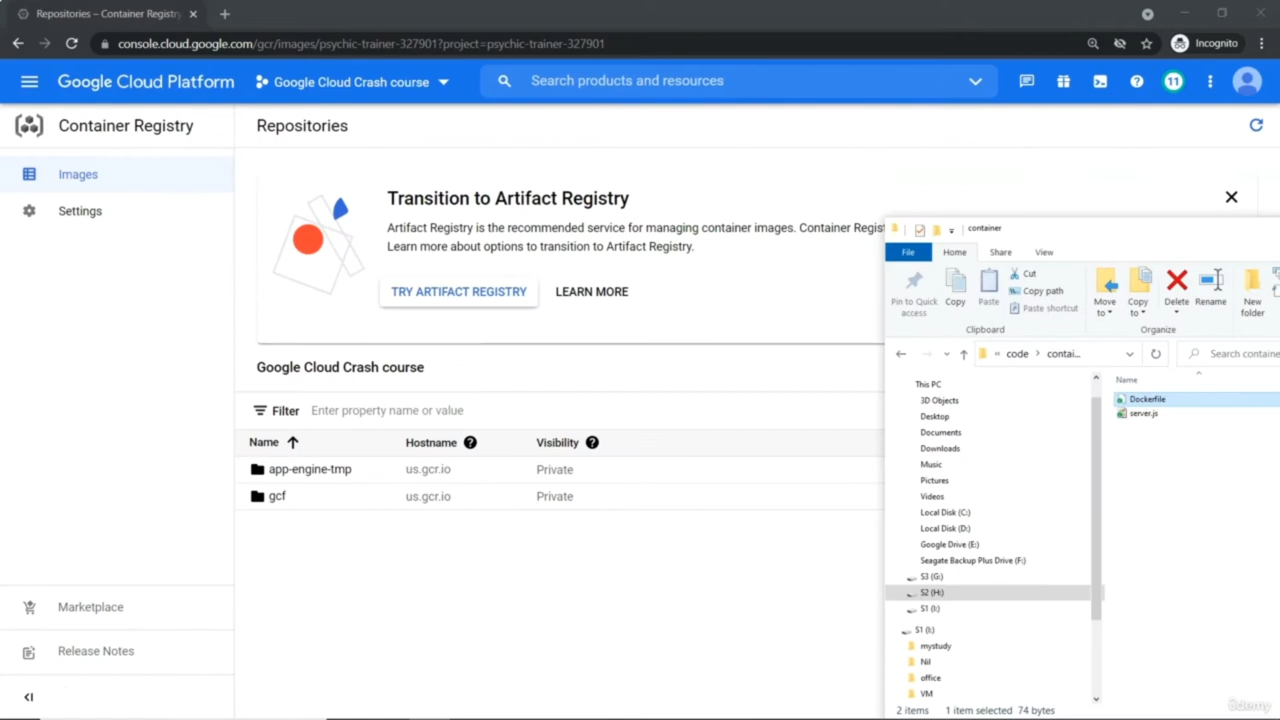 Repositories – Container Registry
console.cloud.google.com/gcr/images/psychic-trainer-327901?project=psychic-trainer-327901
Incognito
Google Cloud Platform
Google Cloud Crash course
Search products and resources
11
Container Registry
Repositories
Images
Settings
Transition to Artifact Registry
Artifact Registry is the recommended service for managing container images. Container Regis
Learn more about options to transition to Artifact Registry.
TRY ARTIFACT REGISTRY
LEARN MORE
Google Cloud Crash course
Filter Enter property name or value
Name Hostname Visibility
app-engine-tmp us.gcr.io Private
gcf us.gcr.io Private
Marketplace
Release Notes
container
File Home Share View
Pin to Quick access
Copy
Paste
Cut
Copy path
Paste shortcut
Move to
Copy to
Delete
Rename
New folder
Clipboard
Organize
« code › contai...
Search containe
This PC
3D Objects
Desktop
Documents
Downloads
Music
Pictures
Videos
Local Disk (C:)
Local Disk (D:)
Google Drive (E:)
Seagate Backup Plus Drive (F:)
S3 (G:)
S2 (H:)
S1 (I:)
S1 (I:)
mystudy
Nil
office
VM
Name
Dockerfile
server.js
2 items 1 item selected 74 bytes